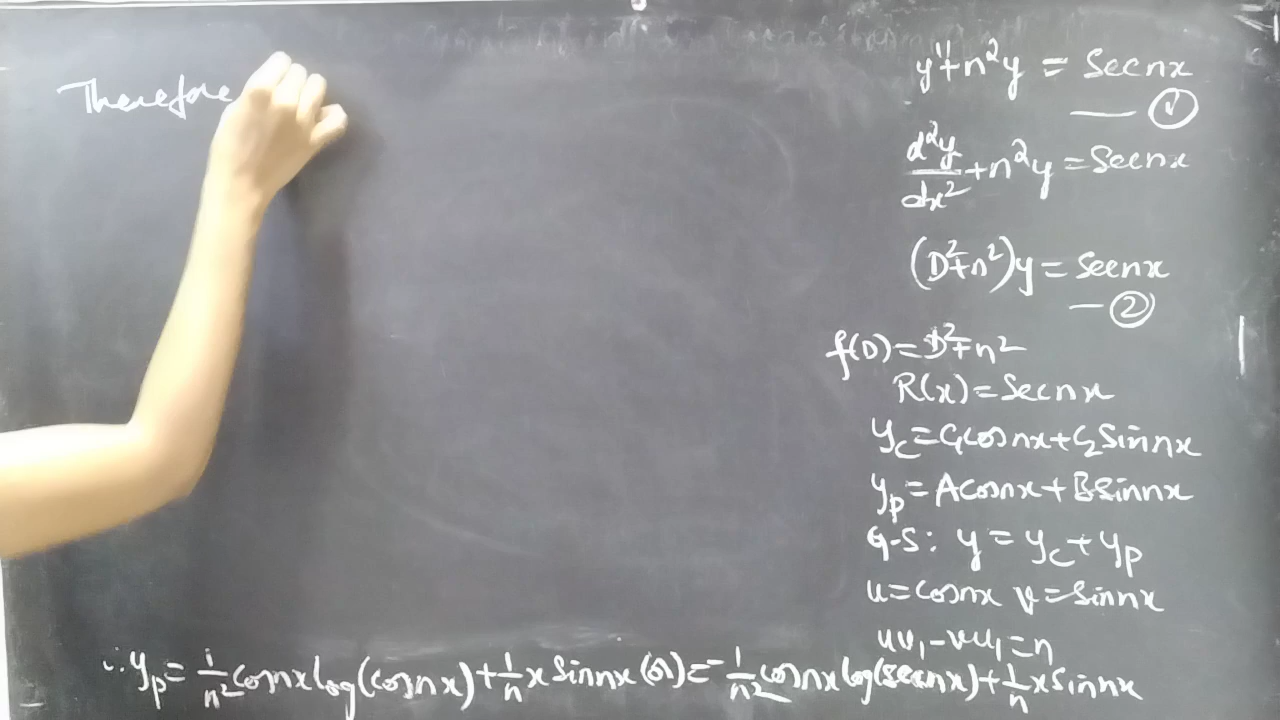 Therefore
y'' + n²y = Secnx
— ①
d²y/dx² + n²y = Secnx
(D² + n²)y = Secnx
— ②
f(D) = D² + n²
R(x) = Secnx
y_c = C₁cosnx + C₂Sinnx
y_p = Acosnx + BSinnx
G.S: y = y_c + y_p
u = cosnx v = Sinnx
uv₁ - vu₁ = n
∴ y_p = 1/n² cosnx log(cosnx) + 1/n x Sinnx (or) = -1/n² cosnx log(secnx) + 1/n x Sinnx